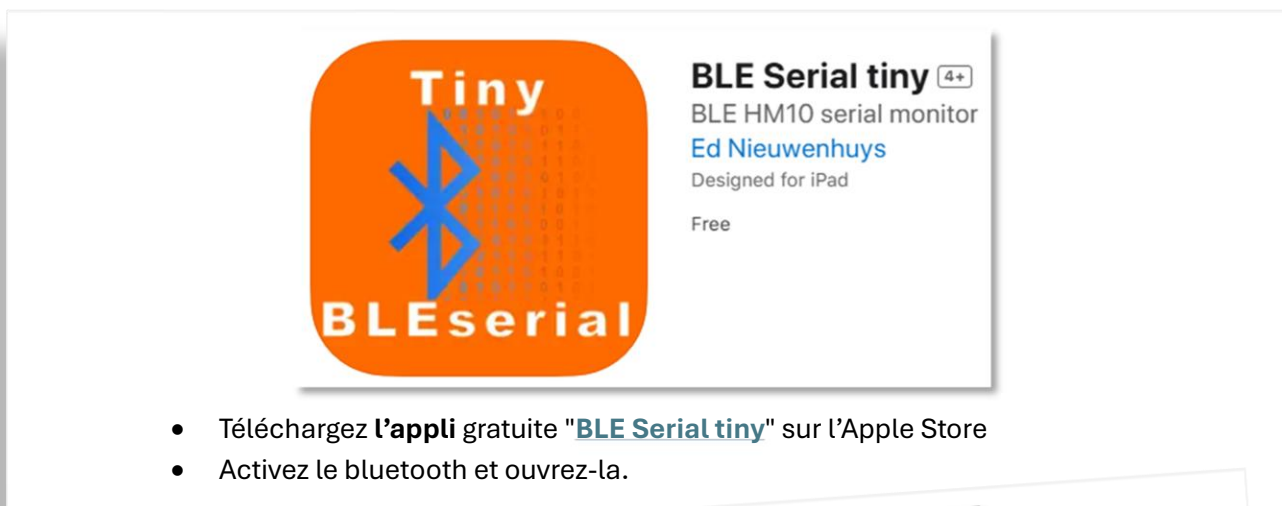 Tiny
BLEserial
BLE Serial tiny 4+
BLE HM10 serial monitor
Ed Nieuwenhuys
Designed for iPad
Free
• Téléchargez l’appli gratuite "BLE Serial tiny" sur l’Apple Store
• Activez le bluetooth et ouvrez-la.